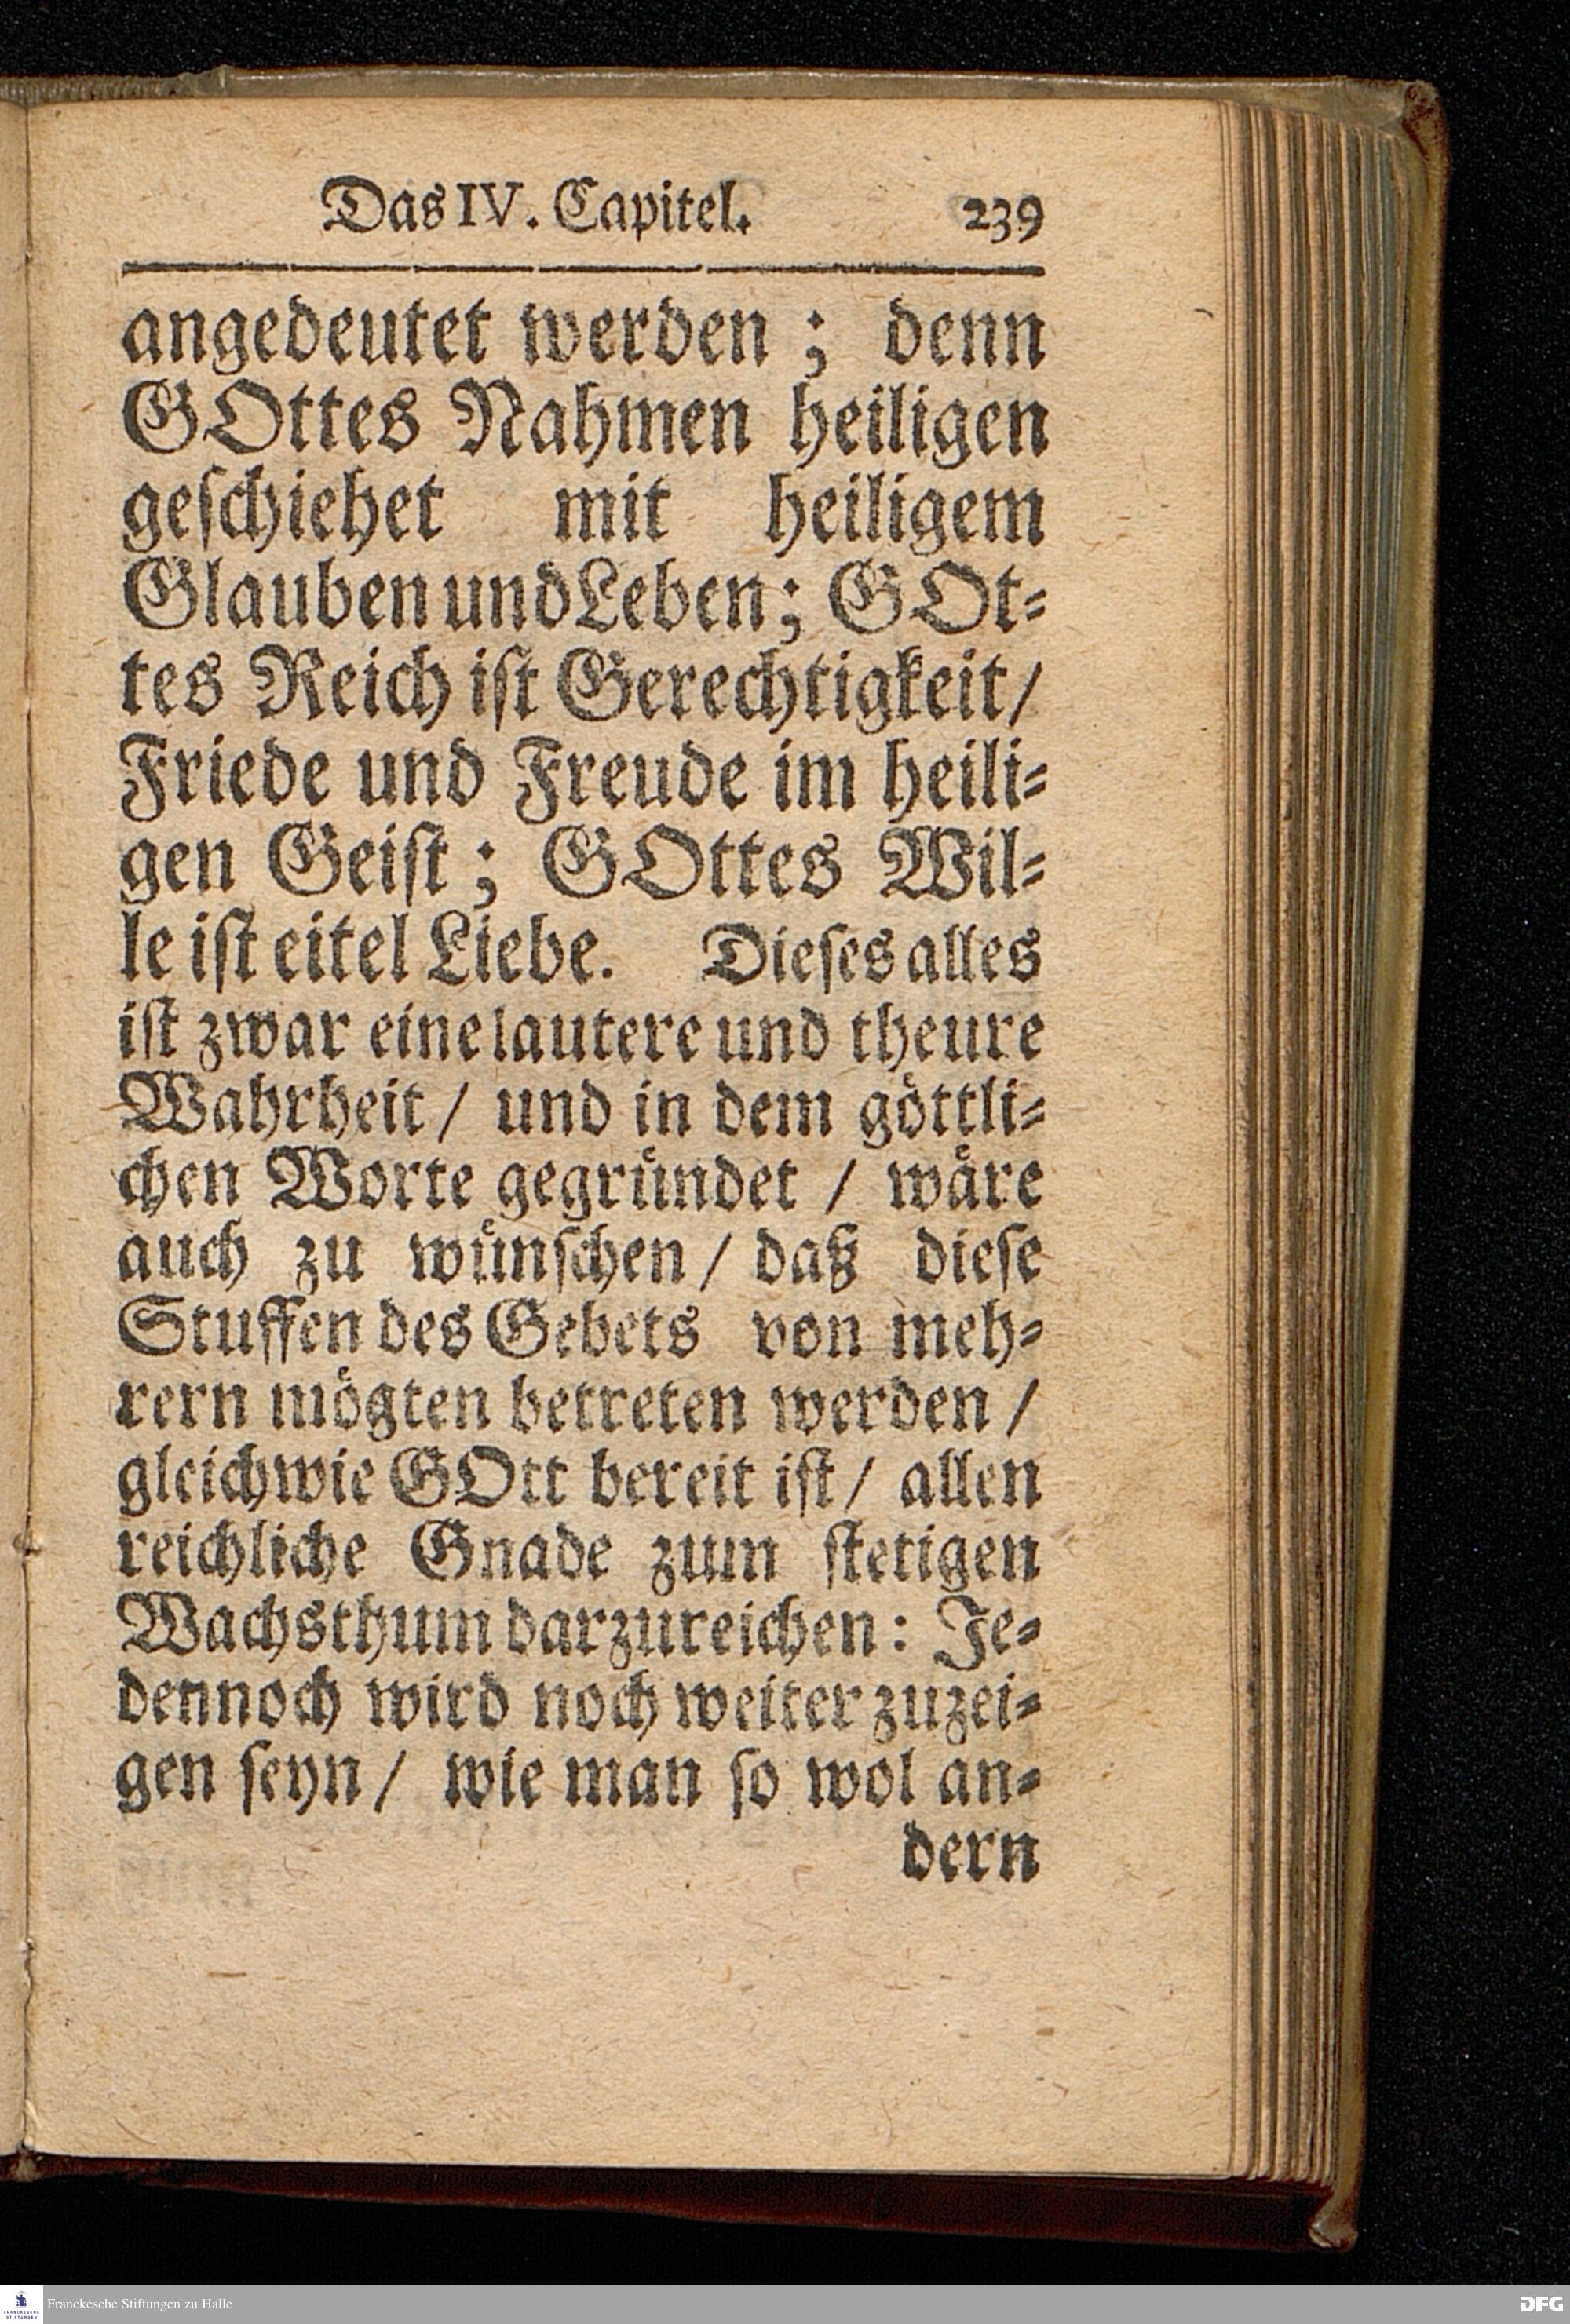 Das IV. Capitel. 239
angedeutet werden ; denn
GOttes Nahmen heiligen
geſchiehet mit heiligem
Glauben und Leben; GOt-
tes Reich iſt Gerechtigkeit/
Friede und Freude im heili-
gen Geiſt ; GOttes Wil-
le iſt eitel Liebe. Dieſes alles
iſt zwar eine lautere und theure
Wahrheit / und in dem göttli-
chen Worte gegründet / wäre
auch zu wünſchen / daß dieſe
Stuffen des Gebets von meh-
rern mögten betreten werden /
gleichwie GOtt bereit iſt / allen
reichliche Gnade zum ſtetigen
Wachsthum darzureichen: Je-
dennoch wird noch weiter zuzei-
gen ſeyn / wie man ſo wol an-
dern
FRANCKESCHE STIFTUNGEN
Franckesche Stiftungen zu Halle
DFG